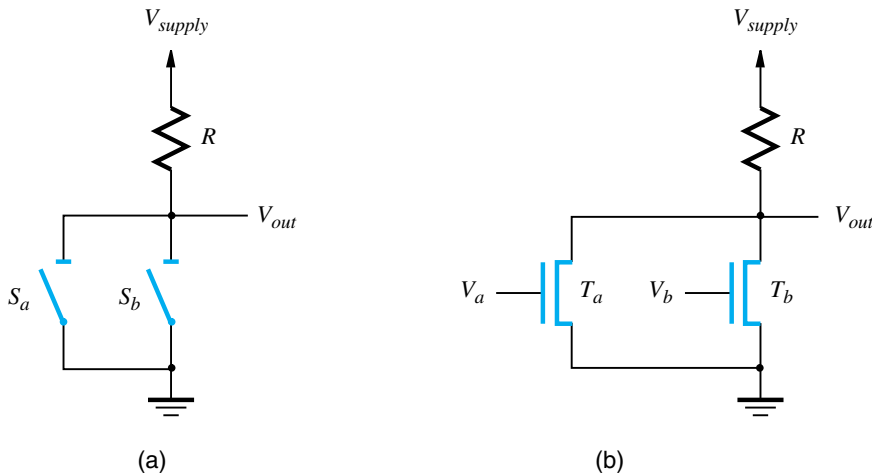 V_supply
R
V_out
S_a
S_b
(a)
V_supply
R
V_out
V_a
T_a
V_b
T_b
(b)